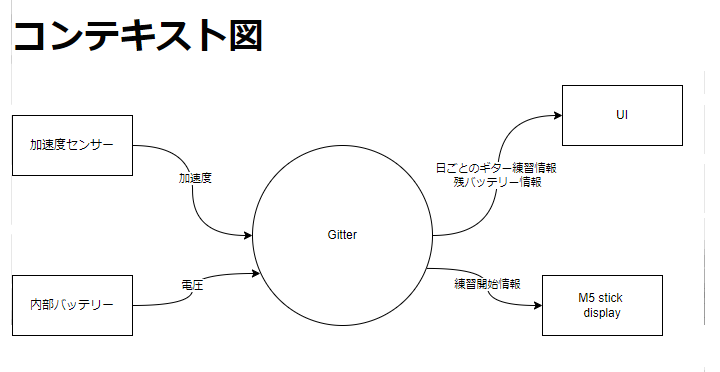 コンテキスト図
加速度センサー
加速度
内部バッテリー
電圧
Gitter
日ごとのギター練習情報
残バッテリー情報
UI
練習開始情報
M5 stick
display